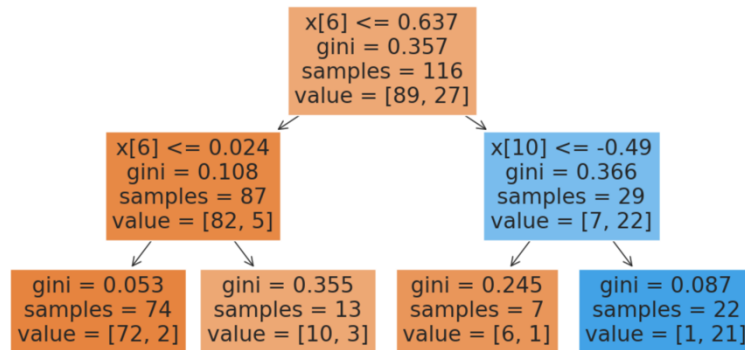 x[6] <= 0.637
gini = 0.357
samples = 116
value = [89, 27]
x[6] <= 0.024
gini = 0.108
samples = 87
value = [82, 5]
x[10] <= -0.49
gini = 0.366
samples = 29
value = [7, 22]
gini = 0.053
samples = 74
value = [72, 2]
gini = 0.355
samples = 13
value = [10, 3]
gini = 0.245
samples = 7
value = [6, 1]
gini = 0.087
samples = 22
value = [1, 21]